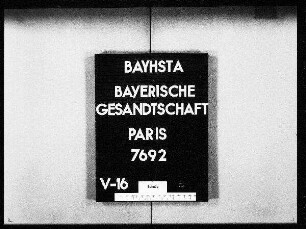 BAYHSTA
BAYERISCHE
GESANDTSCHAFT
PARIS
7692
V-16